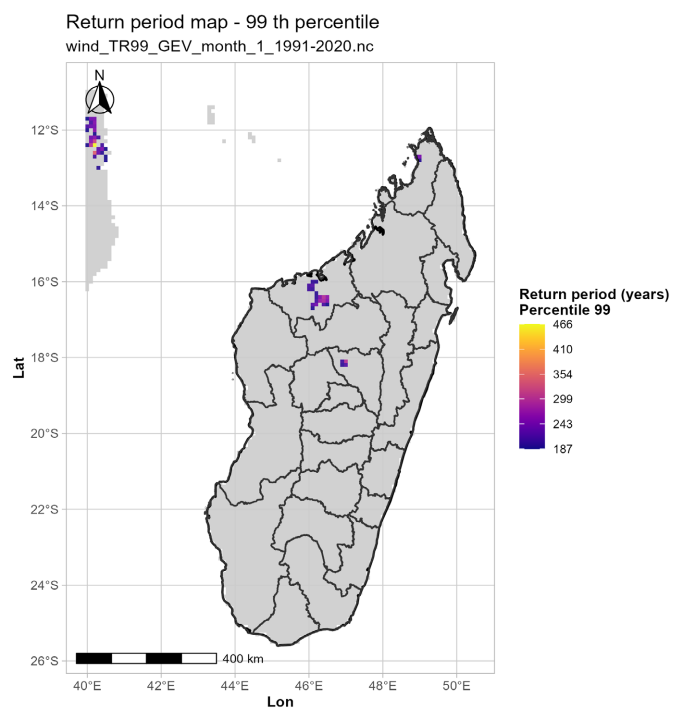 Return period map - 99 th percentile
wind_TR99_GEV_month_1_1991-2020.nc
N
12°S
14°S
16°S
18°S
20°S
22°S
24°S
26°S
Lat
400 km
40°E 42°E 44°E 46°E 48°E 50°E
Lon
Return period (years)
Percentile 99
466
410
354
299
243
187